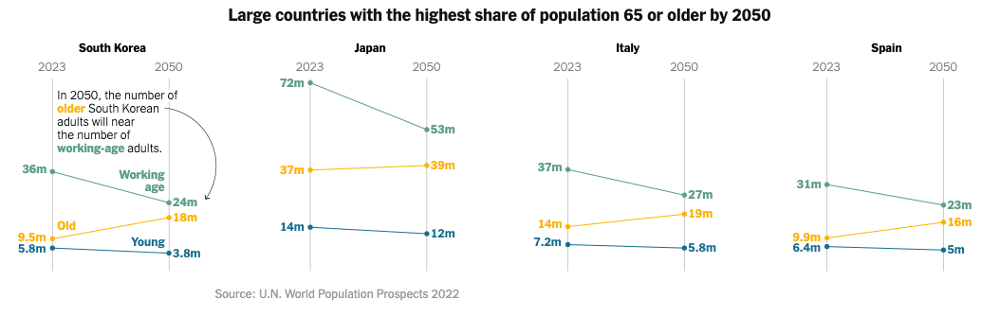 Large countries with the highest share of population 65 or older by 2050
South Korea
2023 2050
In 2050, the number of
older South Korean
adults will near
the number of
working-age adults.
36m
Working
age
24m
Old
18m
9.5m
5.8m
Young
3.8m
Japan
2023 2050
72m
53m
37m
39m
14m
12m
Italy
2023 2050
37m
27m
19m
14m
7.2m
5.8m
Spain
2023 2050
31m
23m
16m
9.9m
6.4m
5m
Source: U.N. World Population Prospects 2022